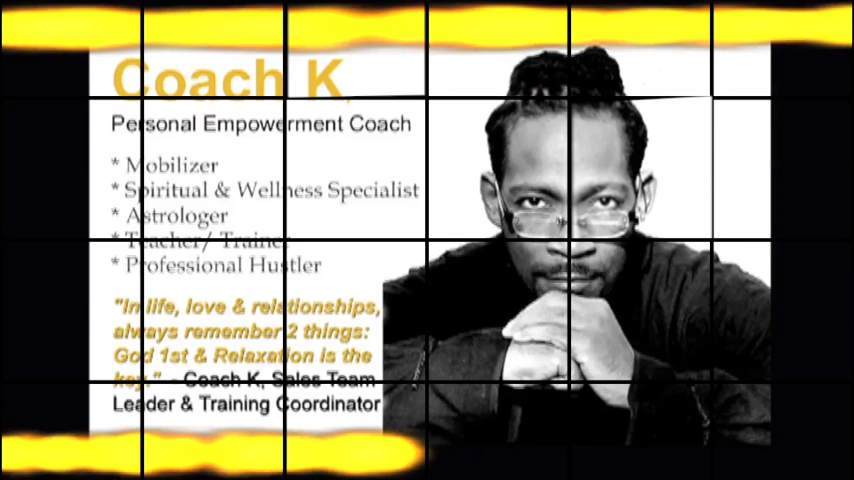 Coach K,
Personal Empowerment Coach
* Mobilizer
* Spiritual & Wellness Specialist
* Astrologer
* Teacher/ Trainer
* Professional Hustler
"In life, love & relationships,
always remember 2 things:
God 1st & Relaxation is the
key." - Coach K, Sales Team
Leader & Training Coordinator